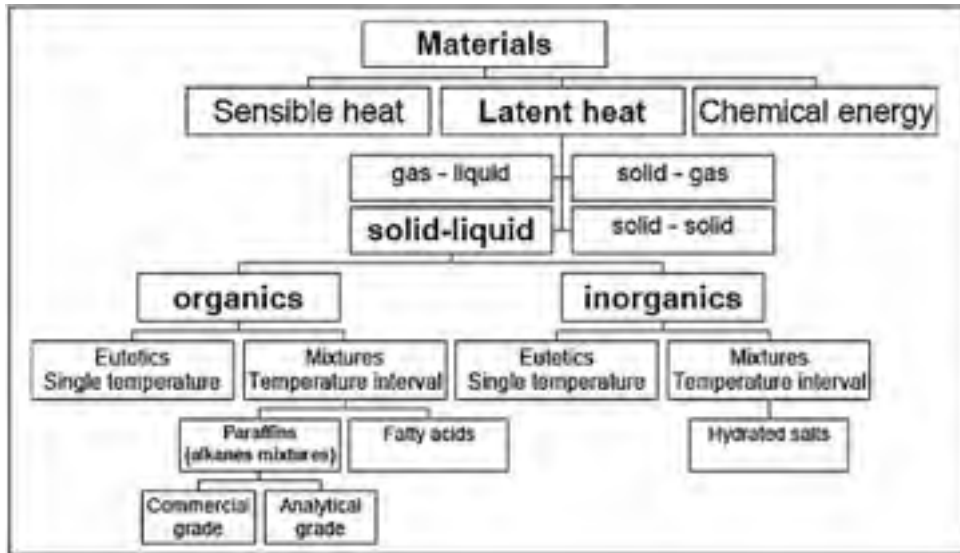 Materials
Sensible heat
Latent heat
Chemical energy
gas - liquid
solid - gas
solid-liquid
solid - solid
organics
inorganics
Eutetics
Single temperature
Mixtures
Temperature interval
Eutetics
Single temperature
Mixtures
Temperature interval
Paraffins
(alkanes mixtures)
Fatty acids
Hydrated salts
Commercial
grade
Analytical
grade